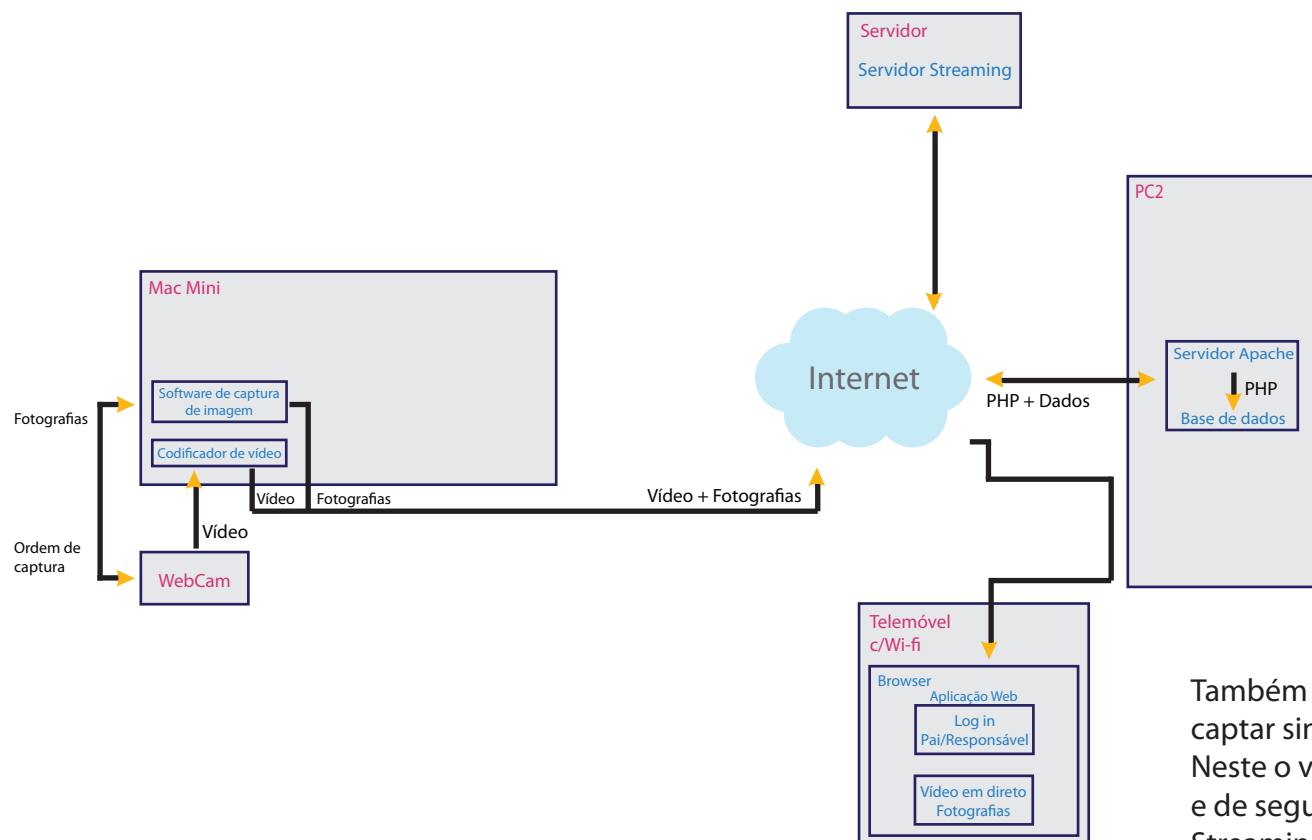 Servidor
Servidor Streaming
PC2
Servidor Apache
PHP
Base de dados
Mac Mini
Software de captura
de imagem
Codificador de vídeo
Fotografias
Ordem de
captura
Vídeo
WebCam
Vídeo
Fotografias
Vídeo + Fotografias
Internet
PHP + Dados
Telemóvel
c/Wi-fi
Browser
Aplicação Web
Log in
Pai/Responsável
Vídeo em direto
Fotografias
Também
captar sir
Neste o v
e de segu
Streamin